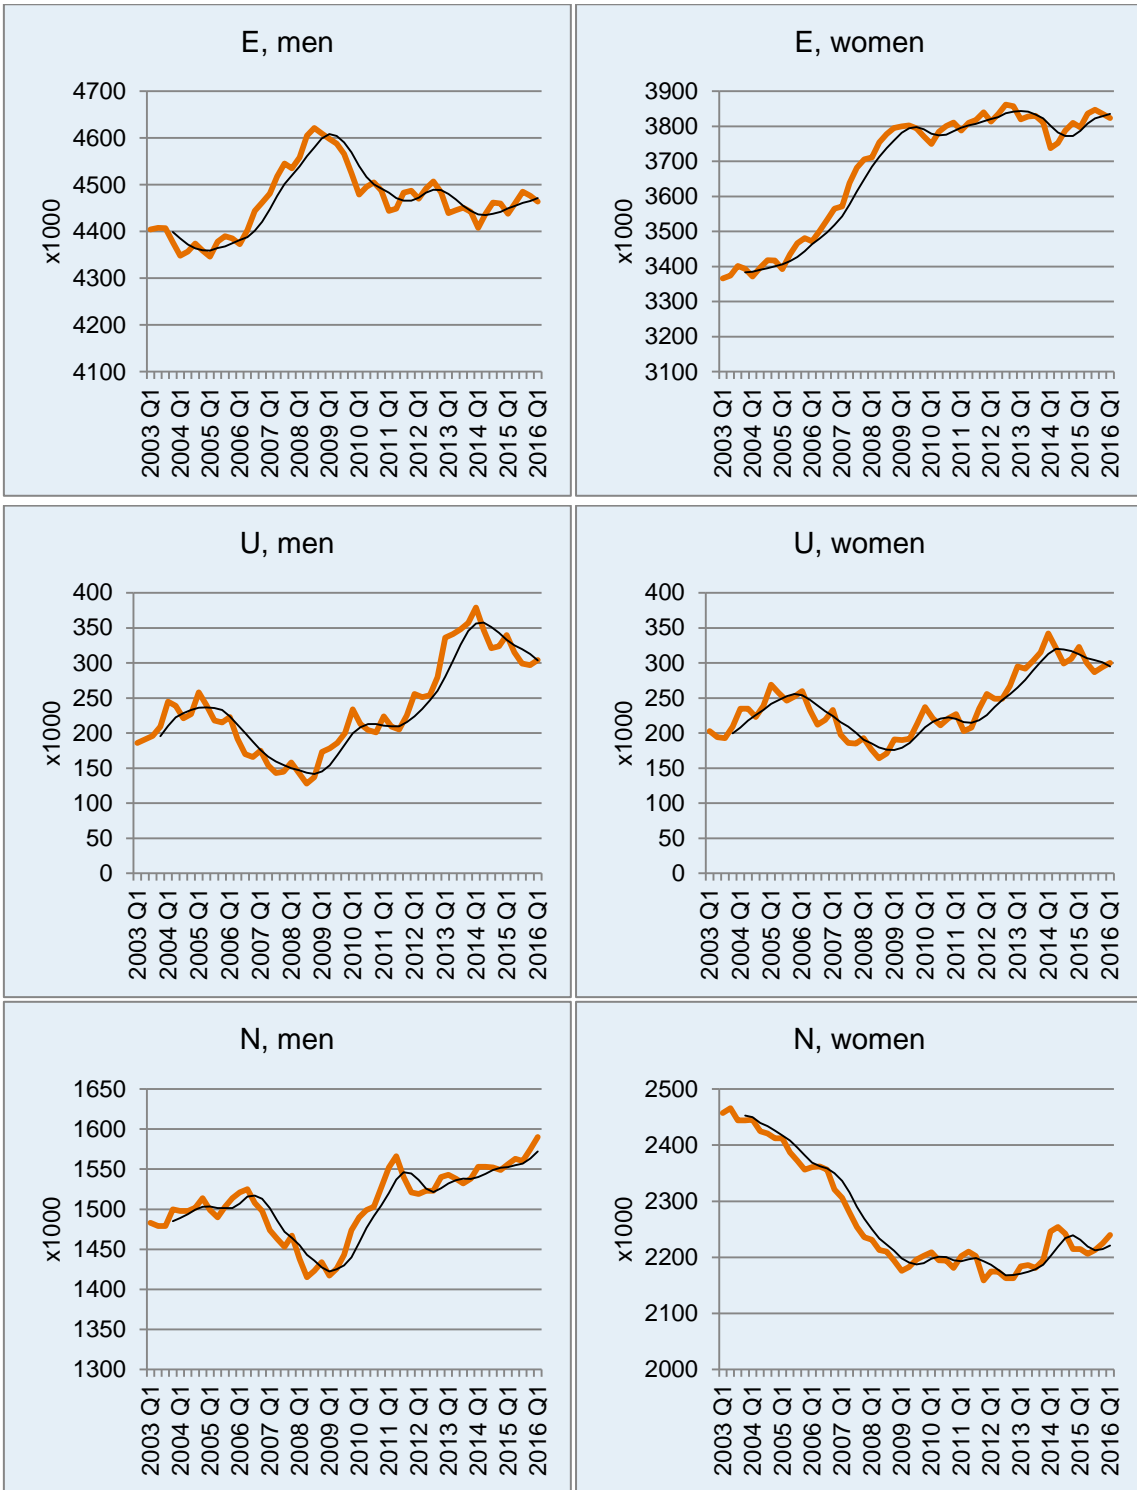 E, men
4700
4600
4500
4400
4300
4200
4100
x1000
2003 Q1
2004 Q1
2005 Q1
2006 Q1
2007 Q1
2008 Q1
2009 Q1
2010 Q1
2011 Q1
2012 Q1
2013 Q1
2014 Q1
2015 Q1
2016 Q1
E, women
3900
3800
3700
3600
3500
3400
3300
3200
3100
x1000
2003 Q1
2004 Q1
2005 Q1
2006 Q1
2007 Q1
2008 Q1
2009 Q1
2010 Q1
2011 Q1
2012 Q1
2013 Q1
2014 Q1
2015 Q1
2016 Q1
U, men
400
350
300
250
200
150
100
50
0
x1000
2003 Q1
2004 Q1
2005 Q1
2006 Q1
2007 Q1
2008 Q1
2009 Q1
2010 Q1
2011 Q1
2012 Q1
2013 Q1
2014 Q1
2015 Q1
2016 Q1
U, women
400
350
300
250
200
150
100
50
0
x1000
2003 Q1
2004 Q1
2005 Q1
2006 Q1
2007 Q1
2008 Q1
2009 Q1
2010 Q1
2011 Q1
2012 Q1
2013 Q1
2014 Q1
2015 Q1
2016 Q1
N, men
1650
1600
1550
1500
1450
1400
1350
1300
x1000
2003 Q1
2004 Q1
2005 Q1
2006 Q1
2007 Q1
2008 Q1
2009 Q1
2010 Q1
2011 Q1
2012 Q1
2013 Q1
2014 Q1
2015 Q1
2016 Q1
N, women
2500
2400
2300
2200
2100
2000
x1000
2003 Q1
2004 Q1
2005 Q1
2006 Q1
2007 Q1
2008 Q1
2009 Q1
2010 Q1
2011 Q1
2012 Q1
2013 Q1
2014 Q1
2015 Q1
2016 Q1